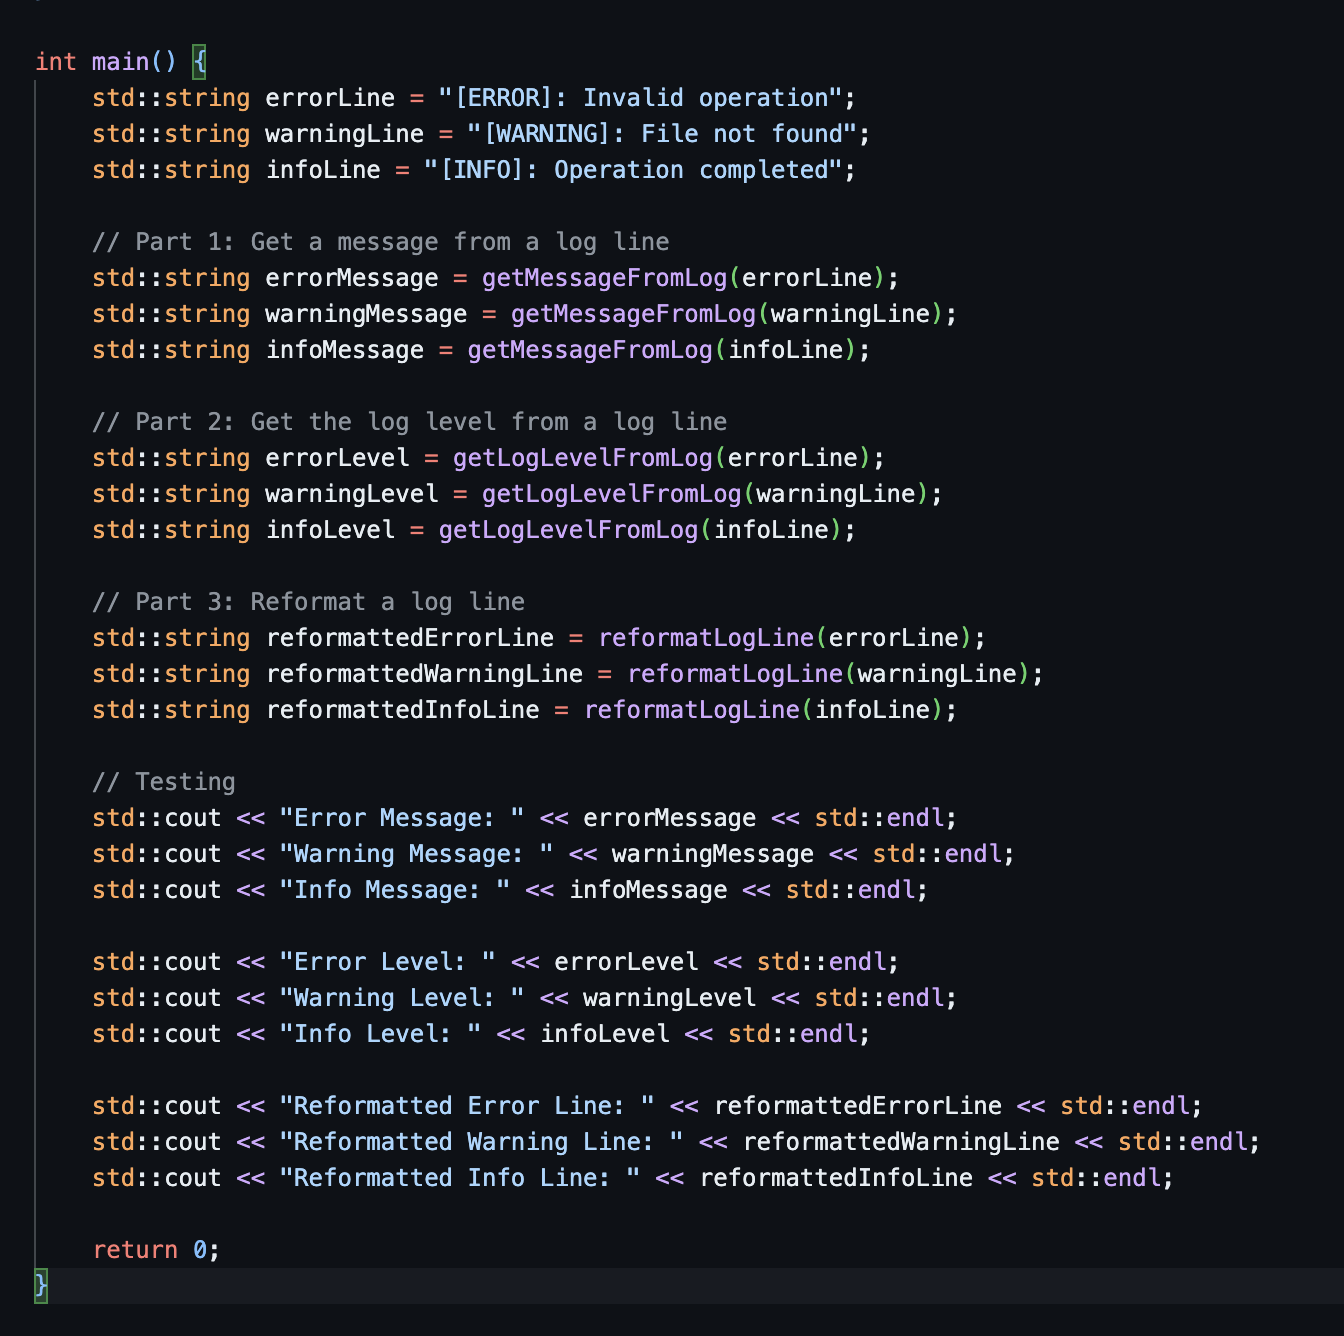 int main() {
    std::string errorLine = "[ERROR]: Invalid operation";
    std::string warningLine = "[WARNING]: File not found";
    std::string infoLine = "[INFO]: Operation completed";

    // Part 1: Get a message from a log line
    std::string errorMessage = getMessageFromLog(errorLine);
    std::string warningMessage = getMessageFromLog(warningLine);
    std::string infoMessage = getMessageFromLog(infoLine);

    // Part 2: Get the log level from a log line
    std::string errorLevel = getLogLevelFromLog(errorLine);
    std::string warningLevel = getLogLevelFromLog(warningLine);
    std::string infoLevel = getLogLevelFromLog(infoLine);

    // Part 3: Reformat a log line
    std::string reformattedErrorLine = reformatLogLine(errorLine);
    std::string reformattedWarningLine = reformatLogLine(warningLine);
    std::string reformattedInfoLine = reformatLogLine(infoLine);

    // Testing
    std::cout << "Error Message: " << errorMessage << std::endl;
    std::cout << "Warning Message: " << warningMessage << std::endl;
    std::cout << "Info Message: " << infoMessage << std::endl;

    std::cout << "Error Level: " << errorLevel << std::endl;
    std::cout << "Warning Level: " << warningLevel << std::endl;
    std::cout << "Info Level: " << infoLevel << std::endl;

    std::cout << "Reformatted Error Line: " << reformattedErrorLine << std::endl;
    std::cout << "Reformatted Warning Line: " << reformattedWarningLine << std::endl;
    std::cout << "Reformatted Info Line: " << reformattedInfoLine << std::endl;

    return 0;
}